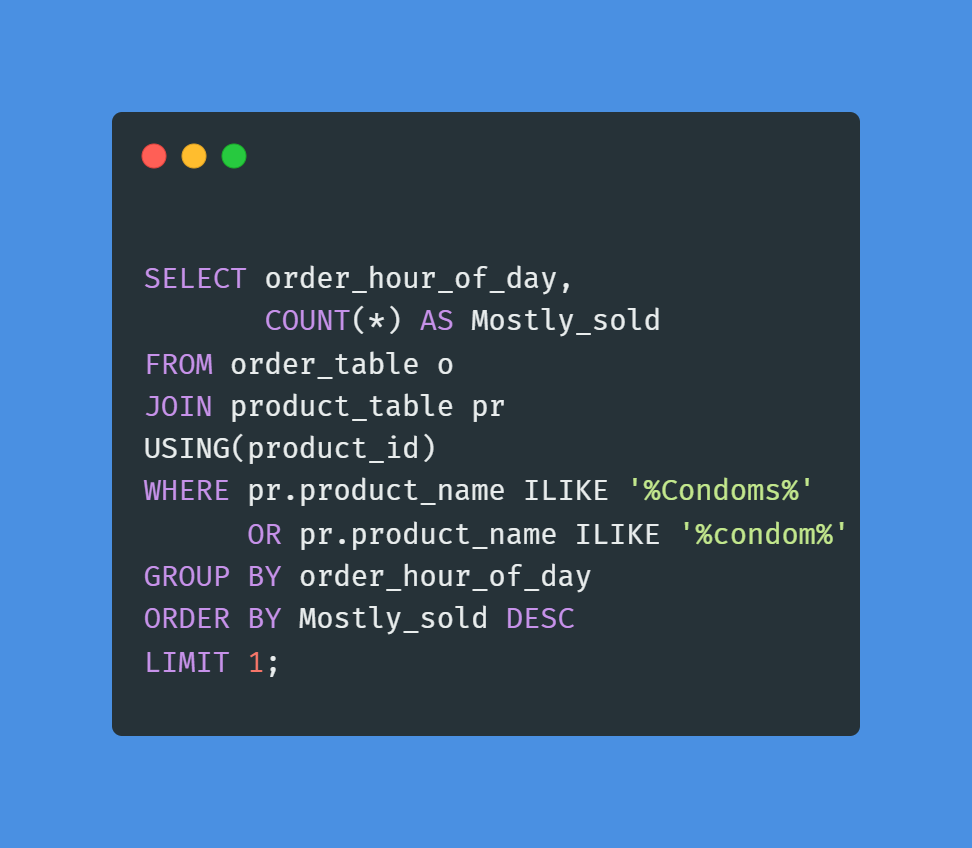 SELECT order_hour_of_day,
       COUNT(*) AS Mostly_sold
FROM order_table o
JOIN product_table pr
USING(product_id)
WHERE pr.product_name ILIKE '%Condoms%'
      OR pr.product_name ILIKE '%condom%'
GROUP BY order_hour_of_day
ORDER BY Mostly_sold DESC
LIMIT 1;